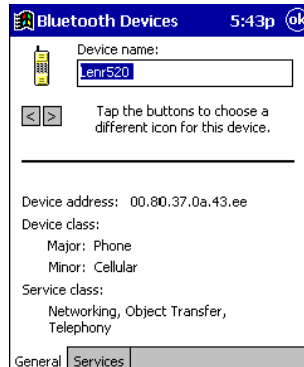 Bluetooth Devices 5:43p ok
Device name:
Lenr520
< >
Tap the buttons to choose a
different icon for this device.
Device address: 00.80.37.0a.43.ee
Device class:
Major: Phone
Minor: Cellular
Service class:
Networking, Object Transfer,
Telephony
General Services